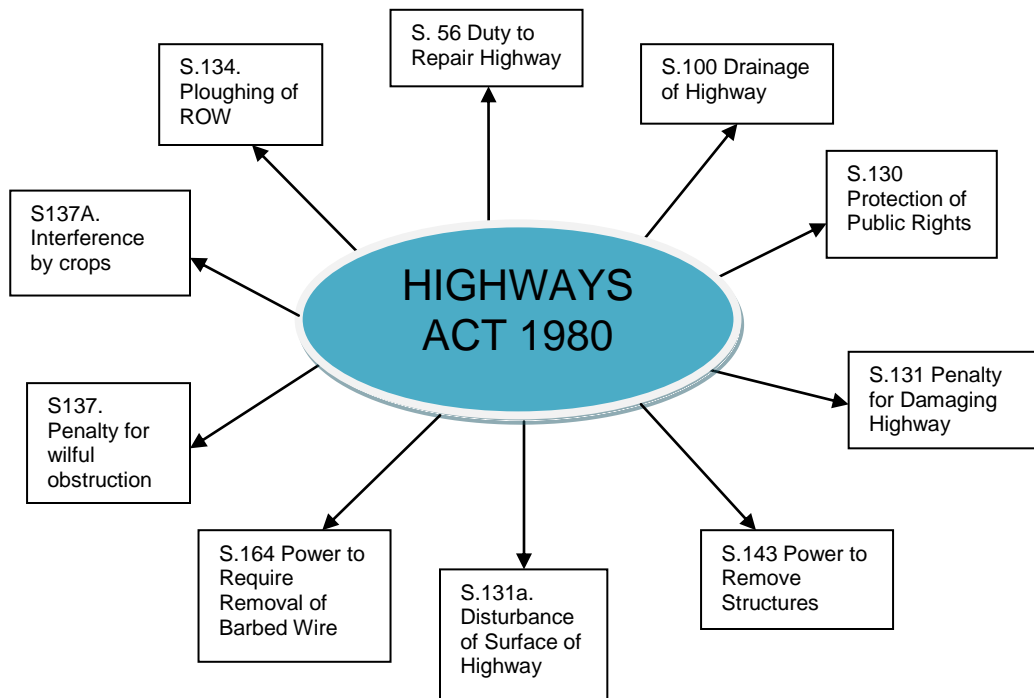 S. 56 Duty to
Repair Highway
S.134.
Ploughing of
ROW
S.100 Drainage
of Highway
S.130
Protection of
Public Rights
S137A.
Interference
by crops
HIGHWAYS
ACT 1980
S.131 Penalty
for Damaging
Highway
S137.
Penalty for
wilful
obstruction
S.164 Power to
Require
Removal of
Barbed Wire
S.131a.
Disturbance
of Surface of
Highway
S.143 Power to
Remove
Structures